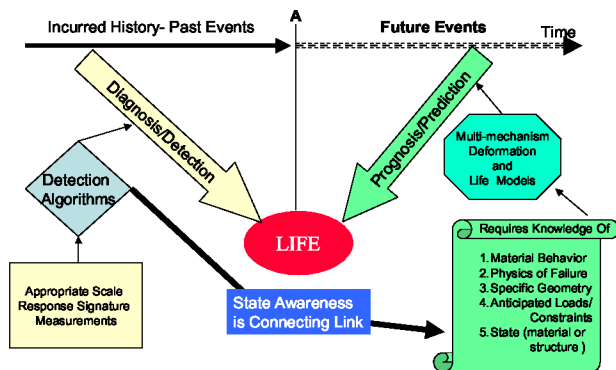 Incurred History- Past Events
A
Future Events
Time
Diagnosis/Detection
Prognosis/Prediction
Detection
Algorithms
Multi-mechanism
Deformation
and
Life Models
LIFE
Appropriate Scale
Response Signature
Measurements
State Awareness
is Connecting Link
Requires Knowledge Of
1. Material Behavior
2. Physics of Failure
3. Specific Geometry
4. Anticipated Loads/
Constraints
5. State (material or
structure )